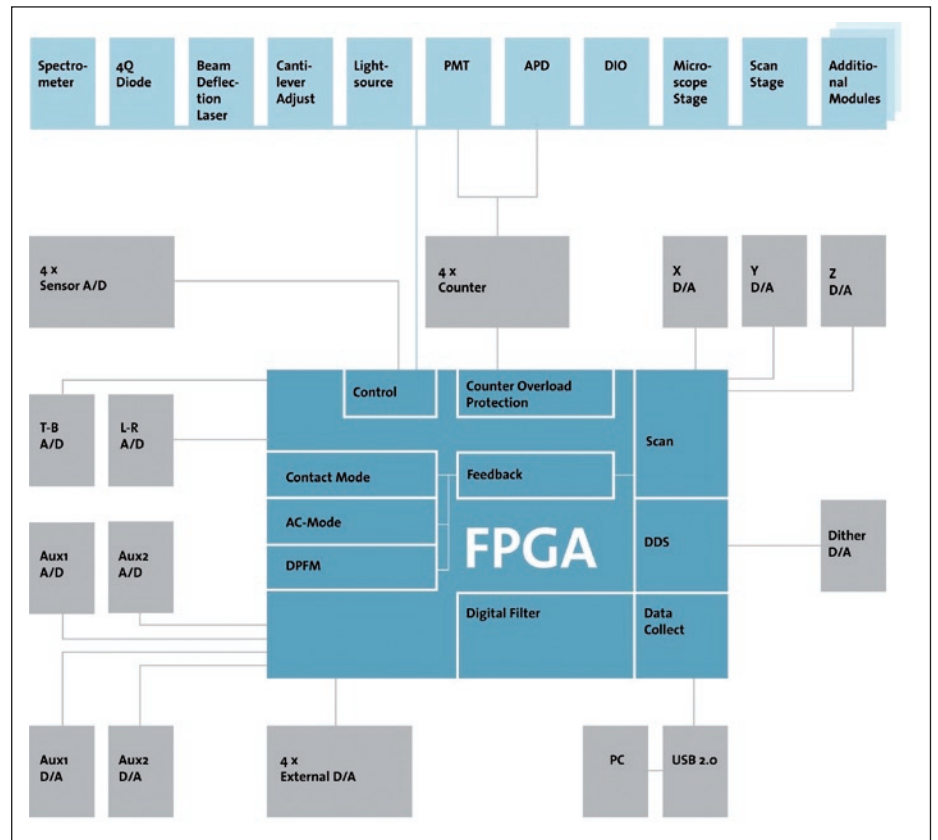 Spectro-
meter
4Q
Diode
Beam
Deflec-
tion
Laser
Canti-
lever
Adjust
Light-
source
PMT
APD
DIO
Micro-
scope
Stage
Scan
Stage
Additio-
nal
Modules
4 x
Sensor A/D
4 x
Counter
X
D/A
Y
D/A
Z
D/A
Control
Counter Overload
Protection
T-B
A/D
L-R
A/D
Scan
Contact Mode
Feedback
AC-Mode
FPGA
DDS
Dither
D/A
DPFM
Aux1
A/D
Aux2
A/D
Digital Filter
Data
Collect
Aux1
D/A
Aux2
D/A
4 x
External D/A
PC
USB 2.0